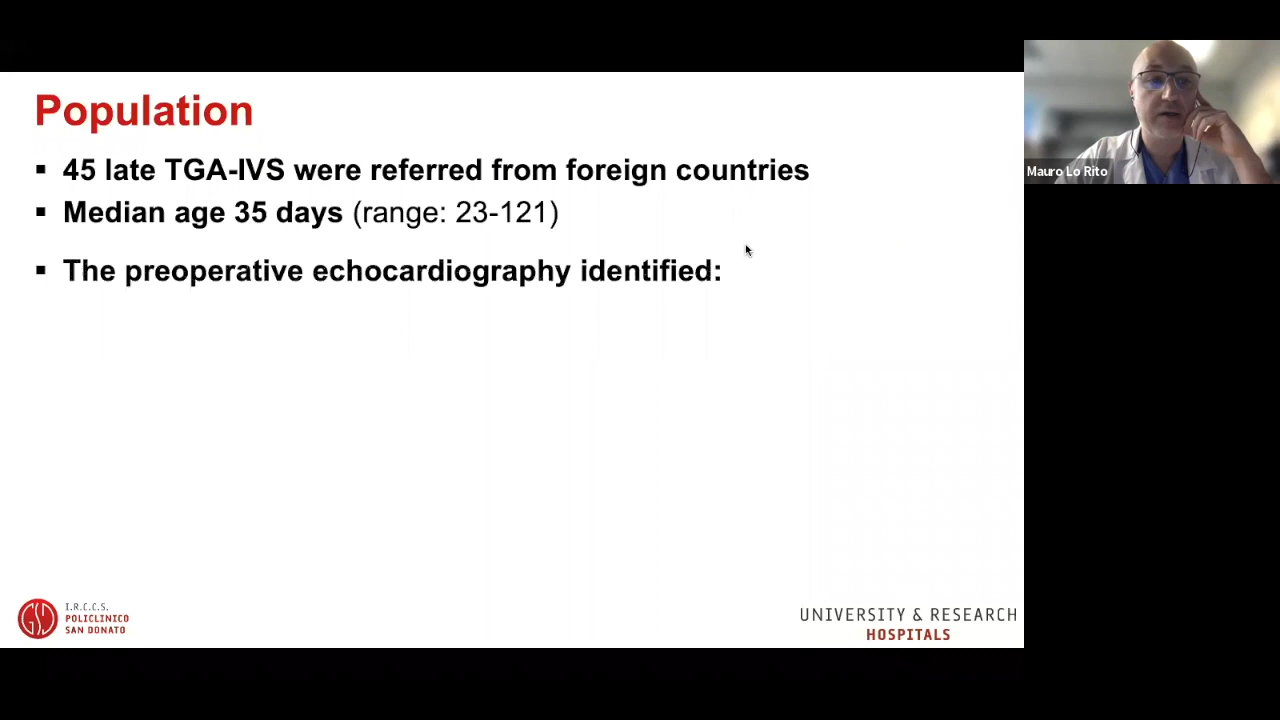 Population
▪ 45 late TGA-IVS were referred from foreign countries
▪ Median age 35 days (range: 23-121)
▪ The preoperative echocardiography identified:
Mauro Lo Rito
GSD
I.R.C.C.S.
POLICLINICO
SAN DONATO
UNIVERSITY & RESEARCH
HOSPITALS